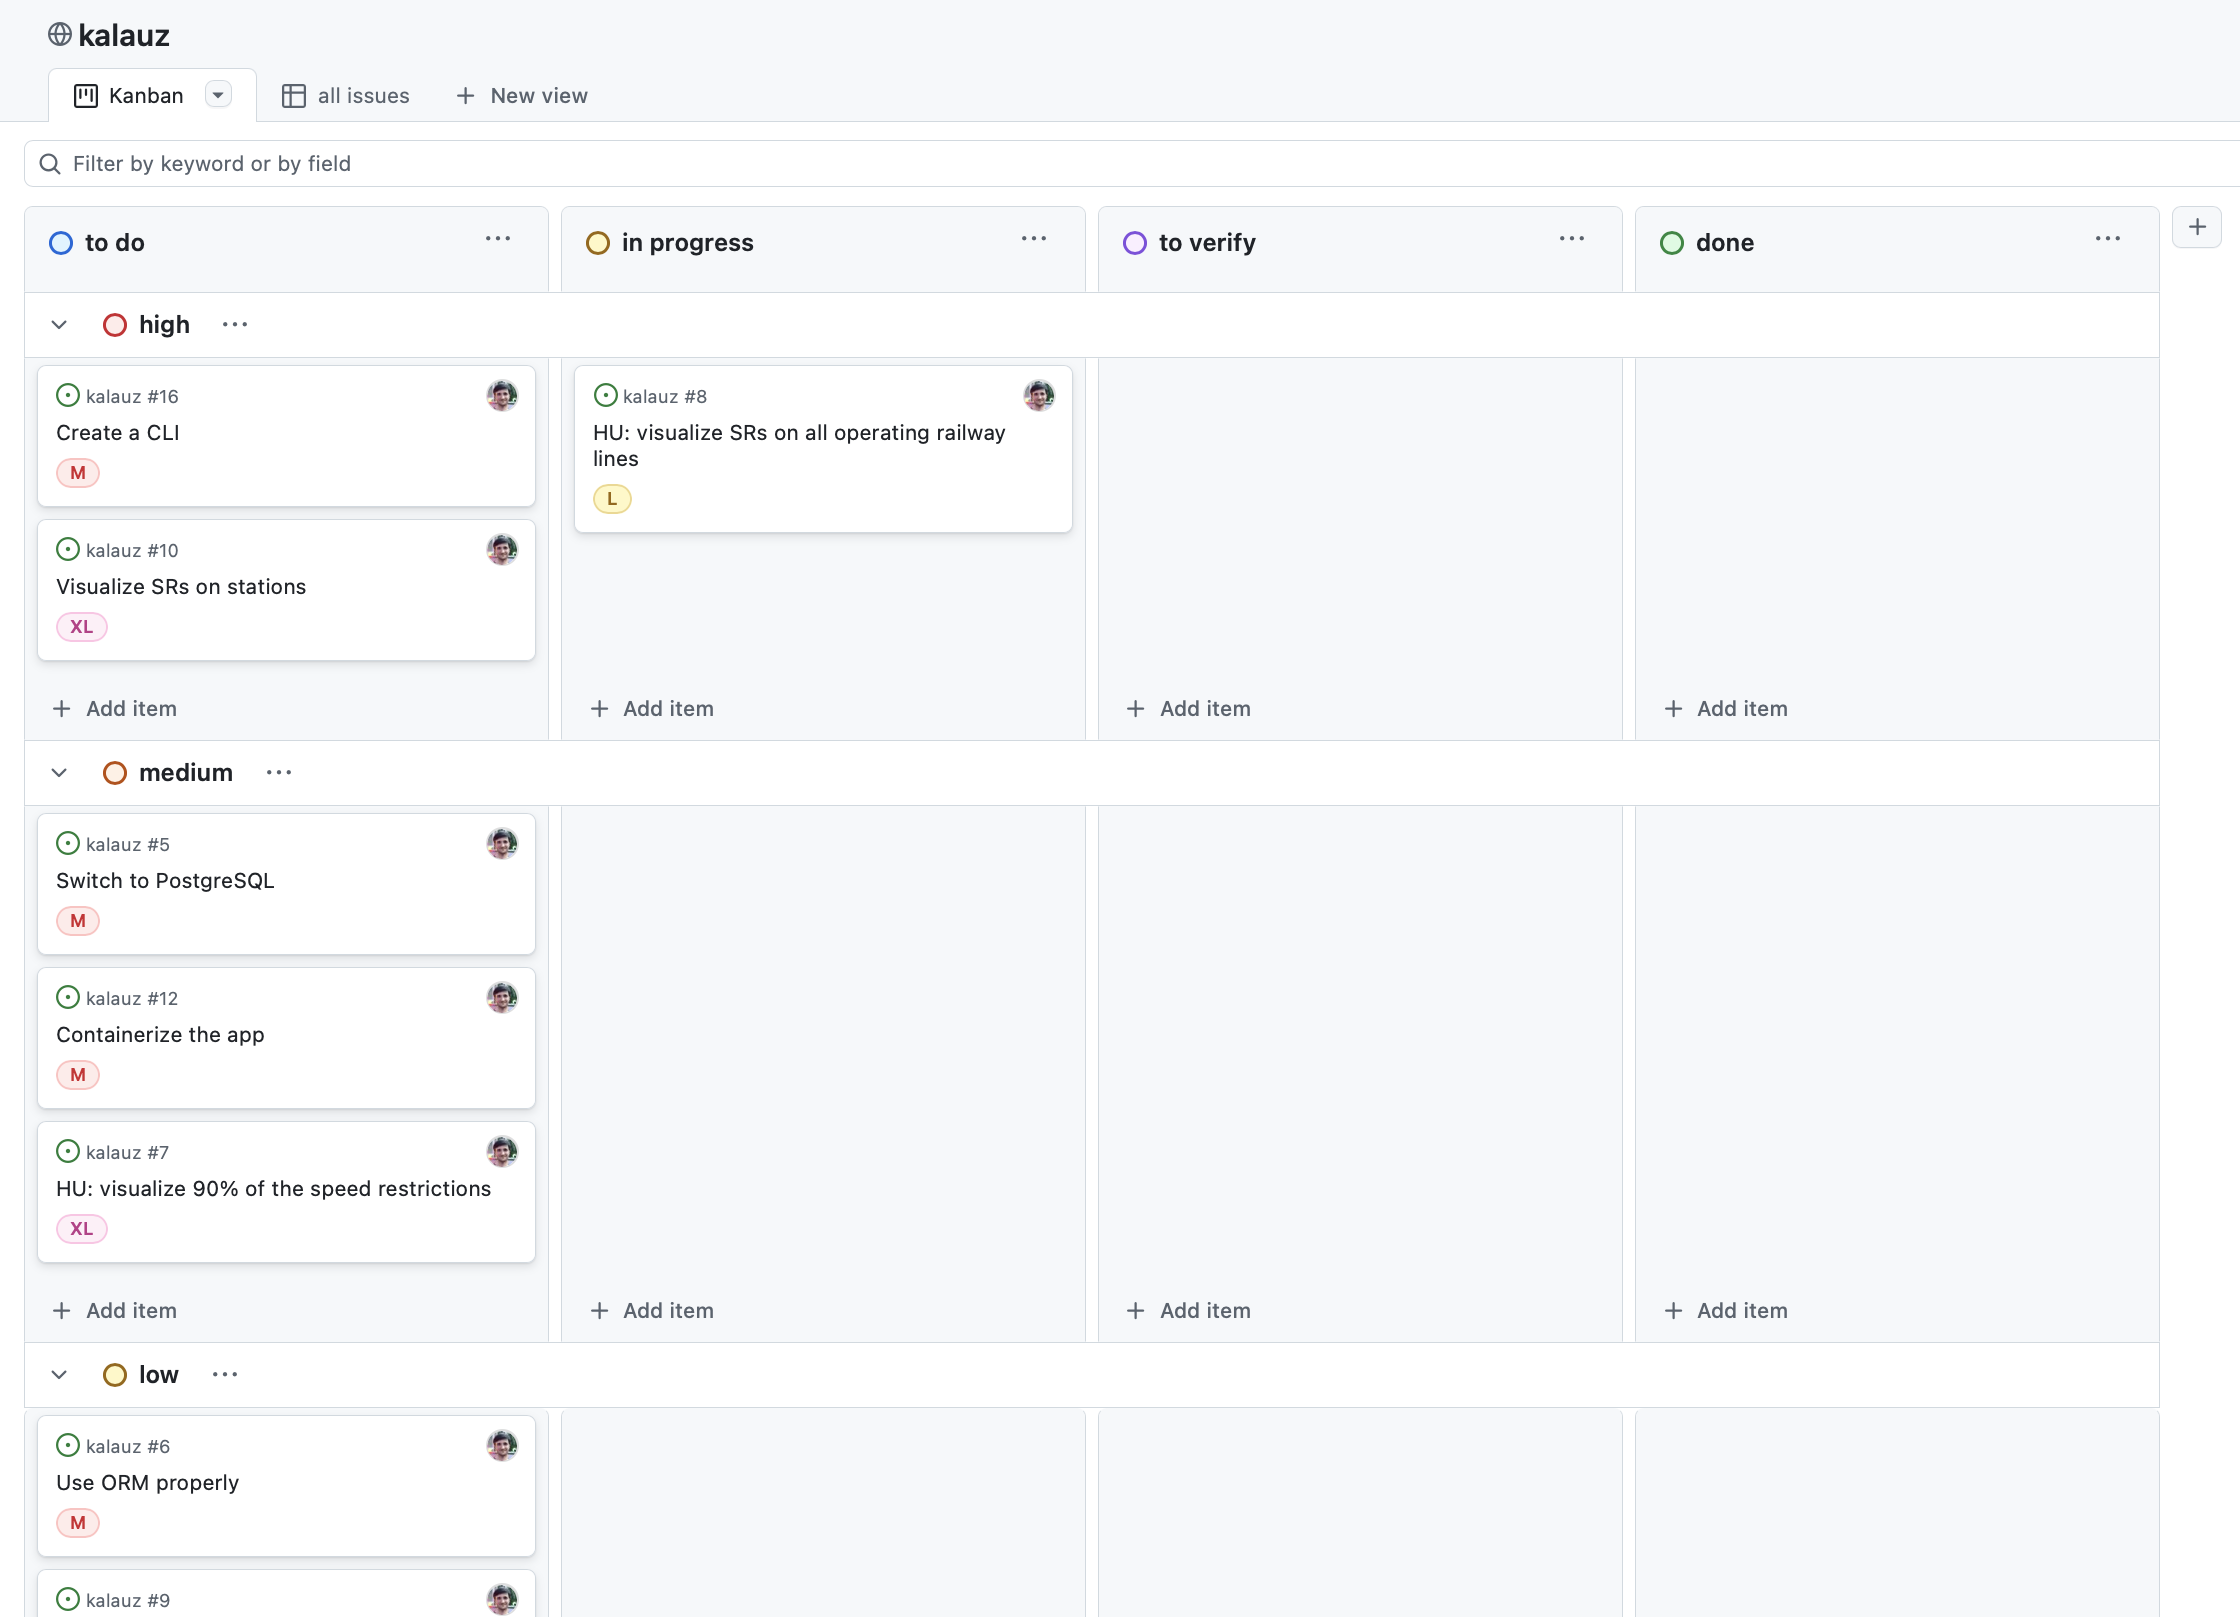 kalauz
Kanban
all issues
New view
Filter by keyword or by field
to do
in progress
to verify
done
high
kalauz #16
Create a CLI
M
kalauz #10
Visualize SRs on stations
XL
Add item
kalauz #8
HU: visualize SRs on all operating railway
lines
L
Add item
Add item
Add item
medium
kalauz #5
Switch to PostgreSQL
M
kalauz #12
Containerize the app
M
kalauz #7
HU: visualize 90% of the speed restrictions
XL
Add item
Add item
Add item
Add item
low
kalauz #6
Use ORM properly
M
kalauz #9